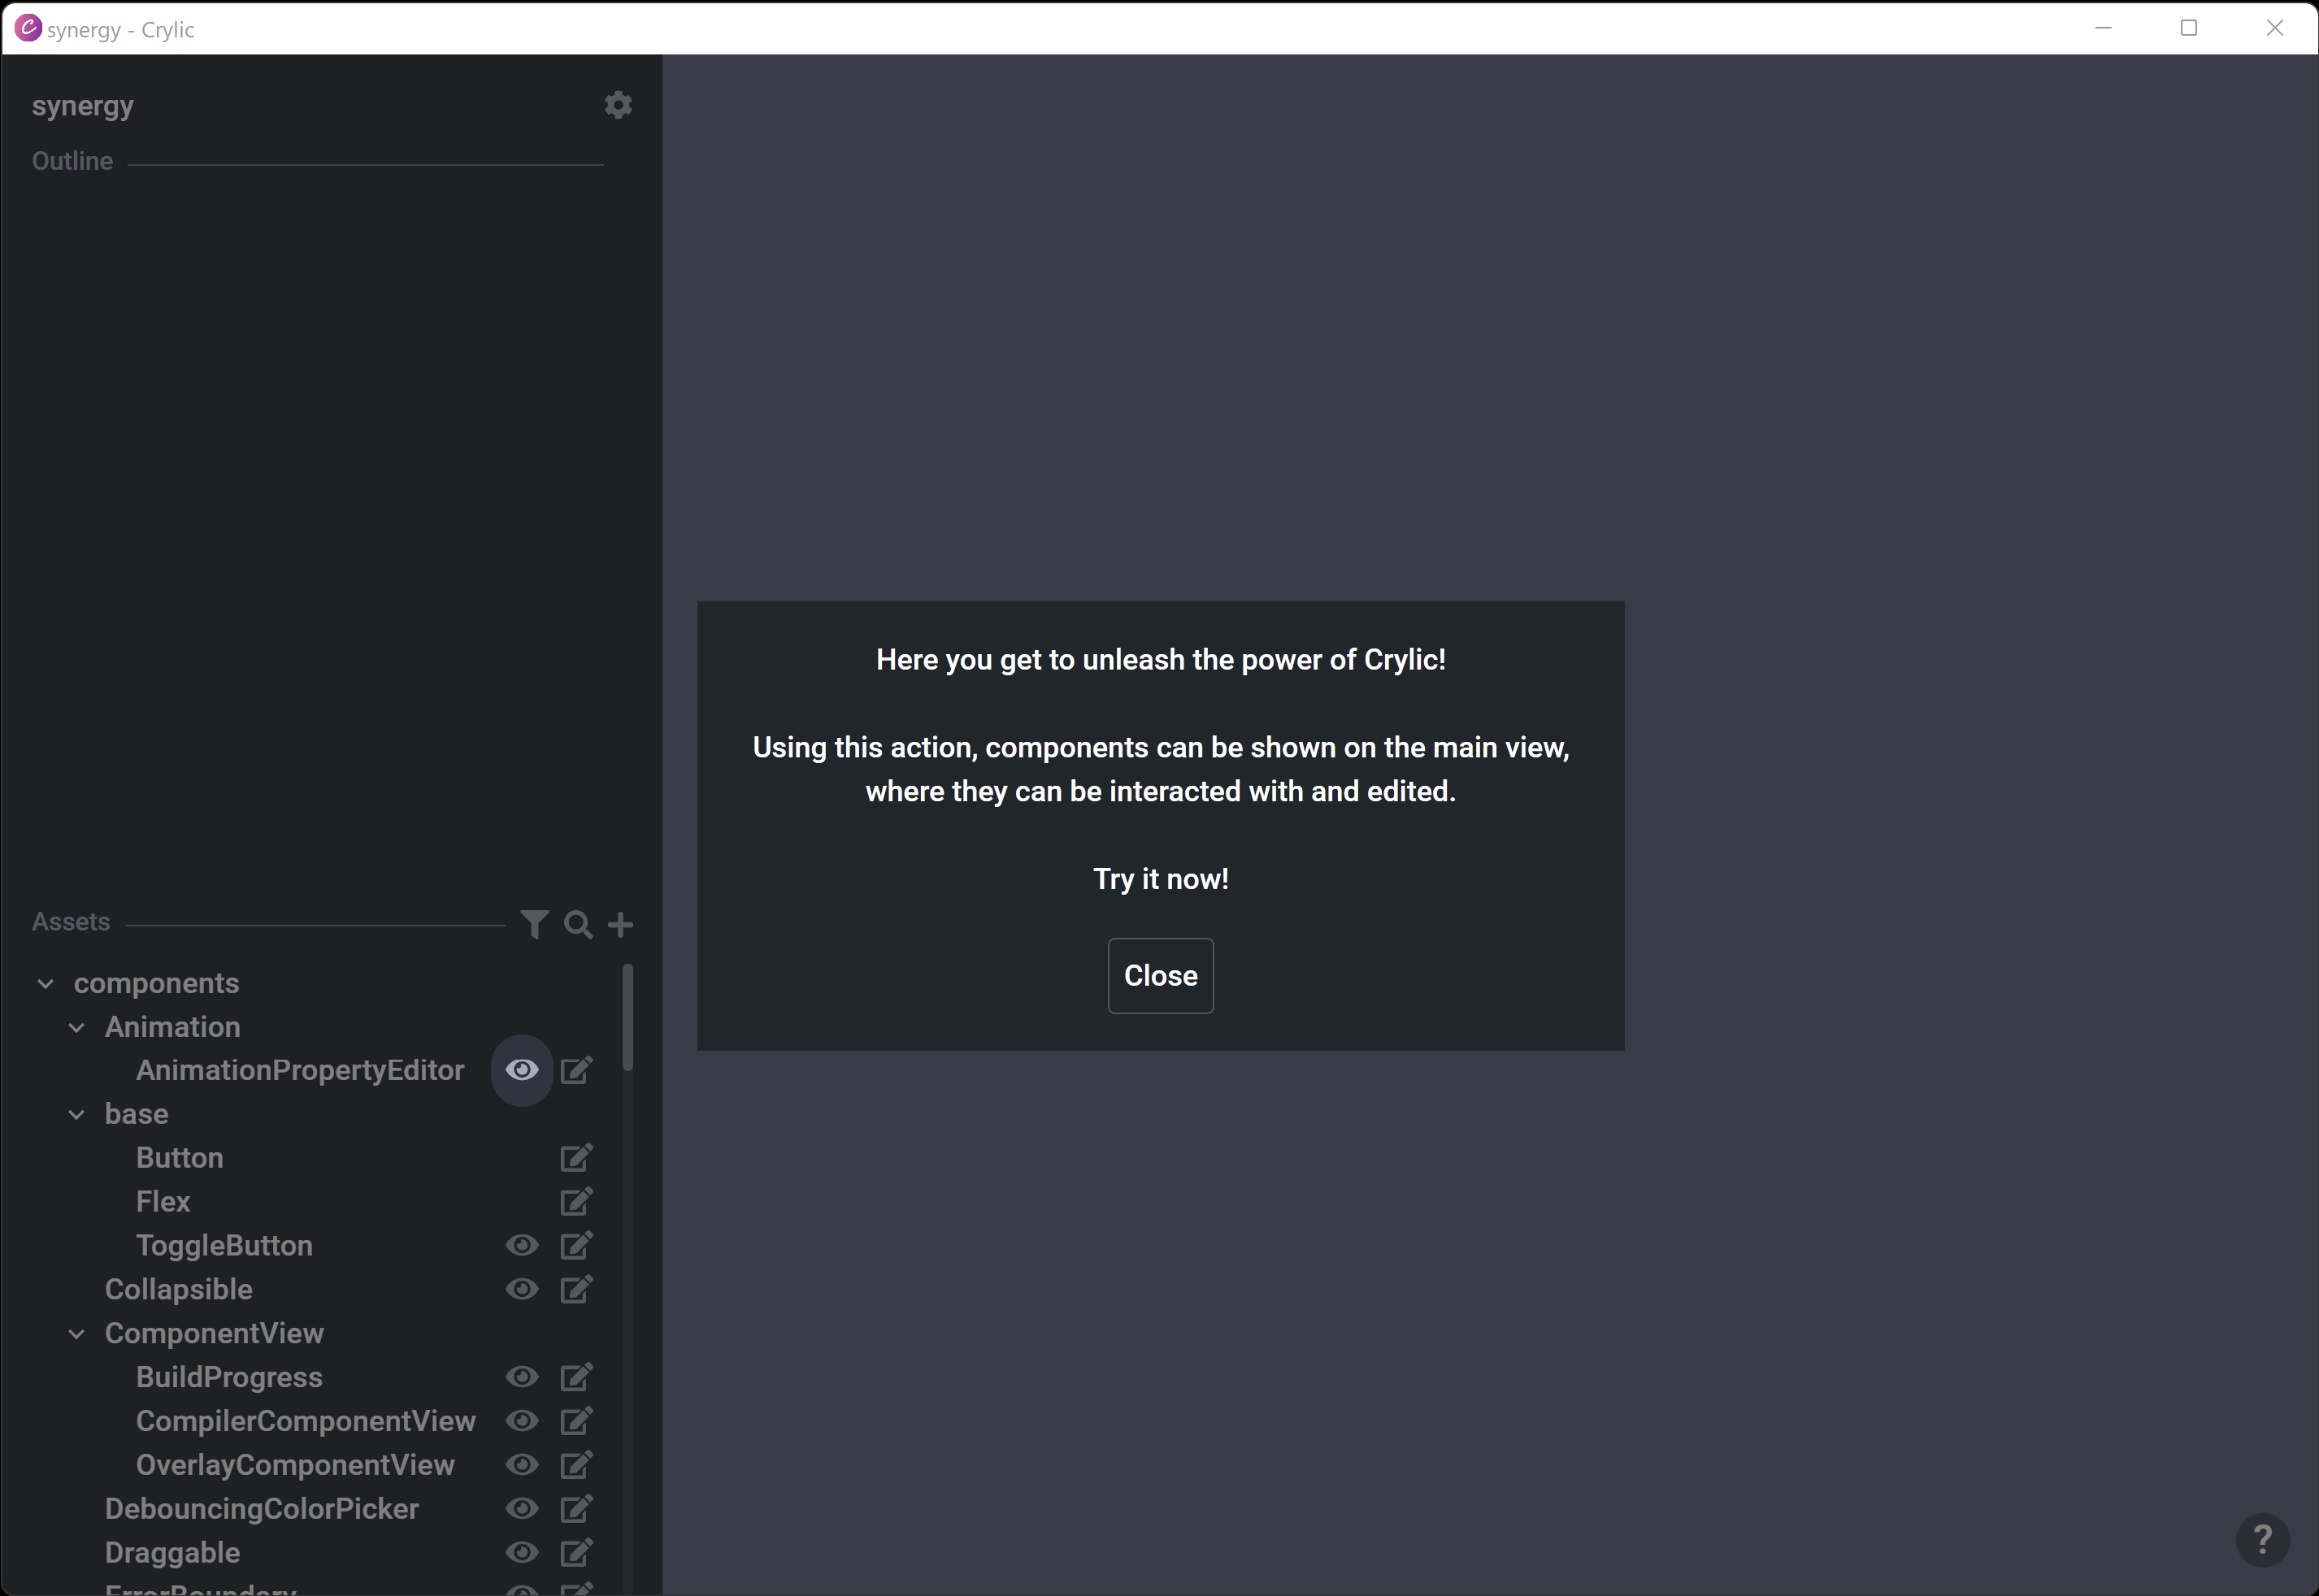 synergy - Crylic
synergy
Outline
Here you get to unleash the power of Crylic!
Using this action, components can be shown on the main view,
where they can be interacted with and edited.
Try it now!
Close
Assets
components
Animation
AnimationPropertyEditor
base
Button
Flex
ToggleButton
Collapsible
ComponentView
BuildProgress
CompilerComponentView
OverlayComponentView
DebouncingColorPicker
Draggable
ErrorBoundary
?